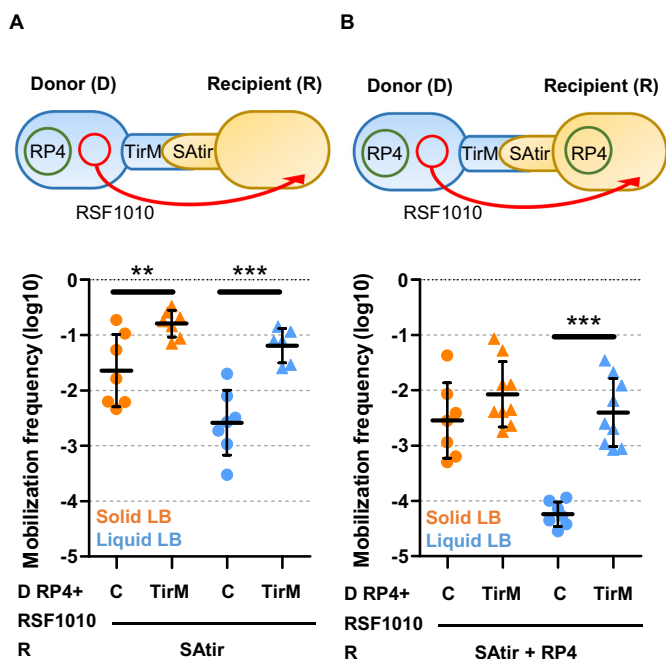 A
Donor (D) Recipient (R)
RP4 TirM SAtir
RSF1010
Mobilization frequency (log10)
0
-1
-2
-3
-4
-5
** ***
Solid LB
Liquid LB
D RP4+ C TirM C TirM
RSF1010
R SAtir
B
Donor (D) Recipient (R)
RP4 TirM SAtir RP4
RSF1010
Mobilization frequency (log10)
0
-1
-2
-3
-4
-5
***
Solid LB
Liquid LB
D RP4+ C TirM C TirM
RSF1010
R SAtir + RP4